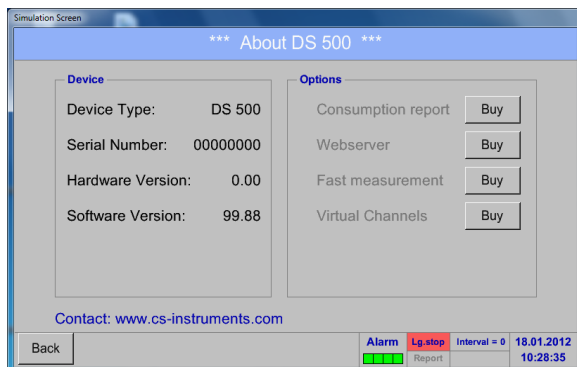 Simulation Screen
*** About DS 500 ***
Device
Device Type: DS 500
Serial Number: 00000000
Hardware Version: 0.00
Software Version: 99.88
Options
Consumption report Buy
Webserver Buy
Fast measurement Buy
Virtual Channels Buy
Contact: www.cs-instruments.com
Back
Alarm
Lg.stop
Report
Interval = 0
18.01.2012
10:28:35